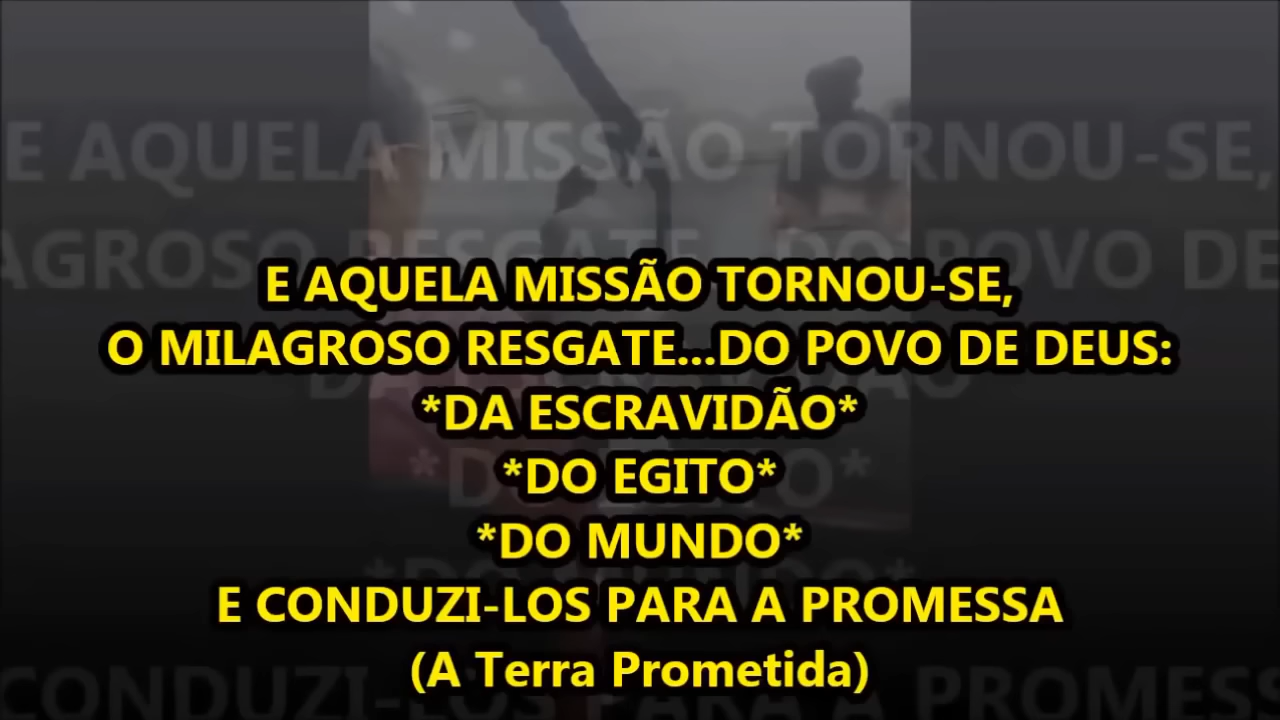 E AQUELA MISSÃO TORNOU-SE,
O MILAGROSO RESGATE...DO POVO DE DEUS:
*DA ESCRAVIDÃO*
*DO EGITO*
*DO MUNDO*
E CONDUZI-LOS PARA A PROMESSA
(A Terra Prometida)